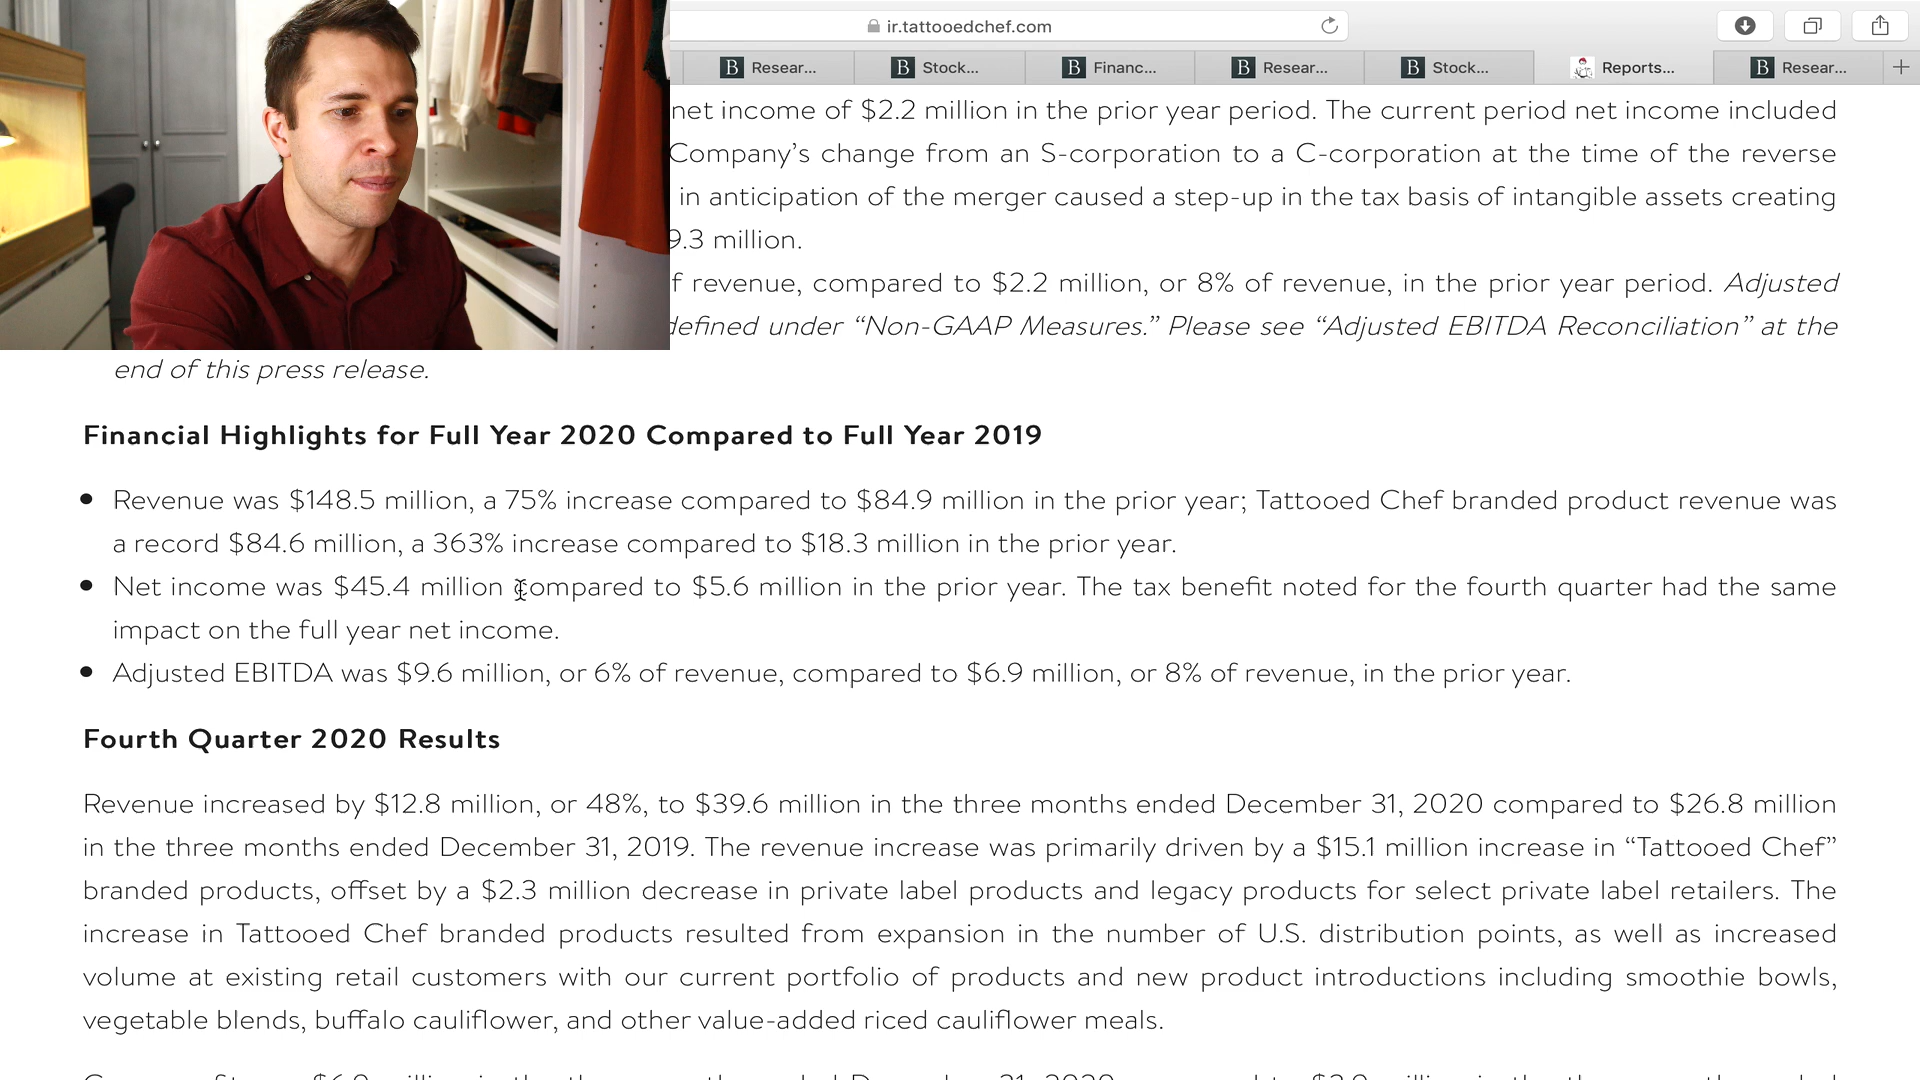 ir.tattooedchef.com
Resear...
Stock...
Financ...
Resear...
Stock...
Reports...
Resear...
net income of $2.2 million in the prior year period. The current period net income included
Company’s change from an S-corporation to a C-corporation at the time of the reverse
in anticipation of the merger caused a step-up in the tax basis of intangible assets creating
9.3 million.
f revenue, compared to $2.2 million, or 8% of revenue, in the prior year period. Adjusted
defined under “Non-GAAP Measures.” Please see “Adjusted EBITDA Reconciliation” at the
end of this press release.
Financial Highlights for Full Year 2020 Compared to Full Year 2019
• Revenue was $148.5 million, a 75% increase compared to $84.9 million in the prior year; Tattooed Chef branded product revenue was
a record $84.6 million, a 363% increase compared to $18.3 million in the prior year.
• Net income was $45.4 million compared to $5.6 million in the prior year. The tax benefit noted for the fourth quarter had the same
impact on the full year net income.
• Adjusted EBITDA was $9.6 million, or 6% of revenue, compared to $6.9 million, or 8% of revenue, in the prior year.
Fourth Quarter 2020 Results
Revenue increased by $12.8 million, or 48%, to $39.6 million in the three months ended December 31, 2020 compared to $26.8 million
in the three months ended December 31, 2019. The revenue increase was primarily driven by a $15.1 million increase in “Tattooed Chef”
branded products, offset by a $2.3 million decrease in private label products and legacy products for select private label retailers. The
increase in Tattooed Chef branded products resulted from expansion in the number of U.S. distribution points, as well as increased
volume at existing retail customers with our current portfolio of products and new product introductions including smoothie bowls,
vegetable blends, buffalo cauliflower, and other value-added riced cauliflower meals.